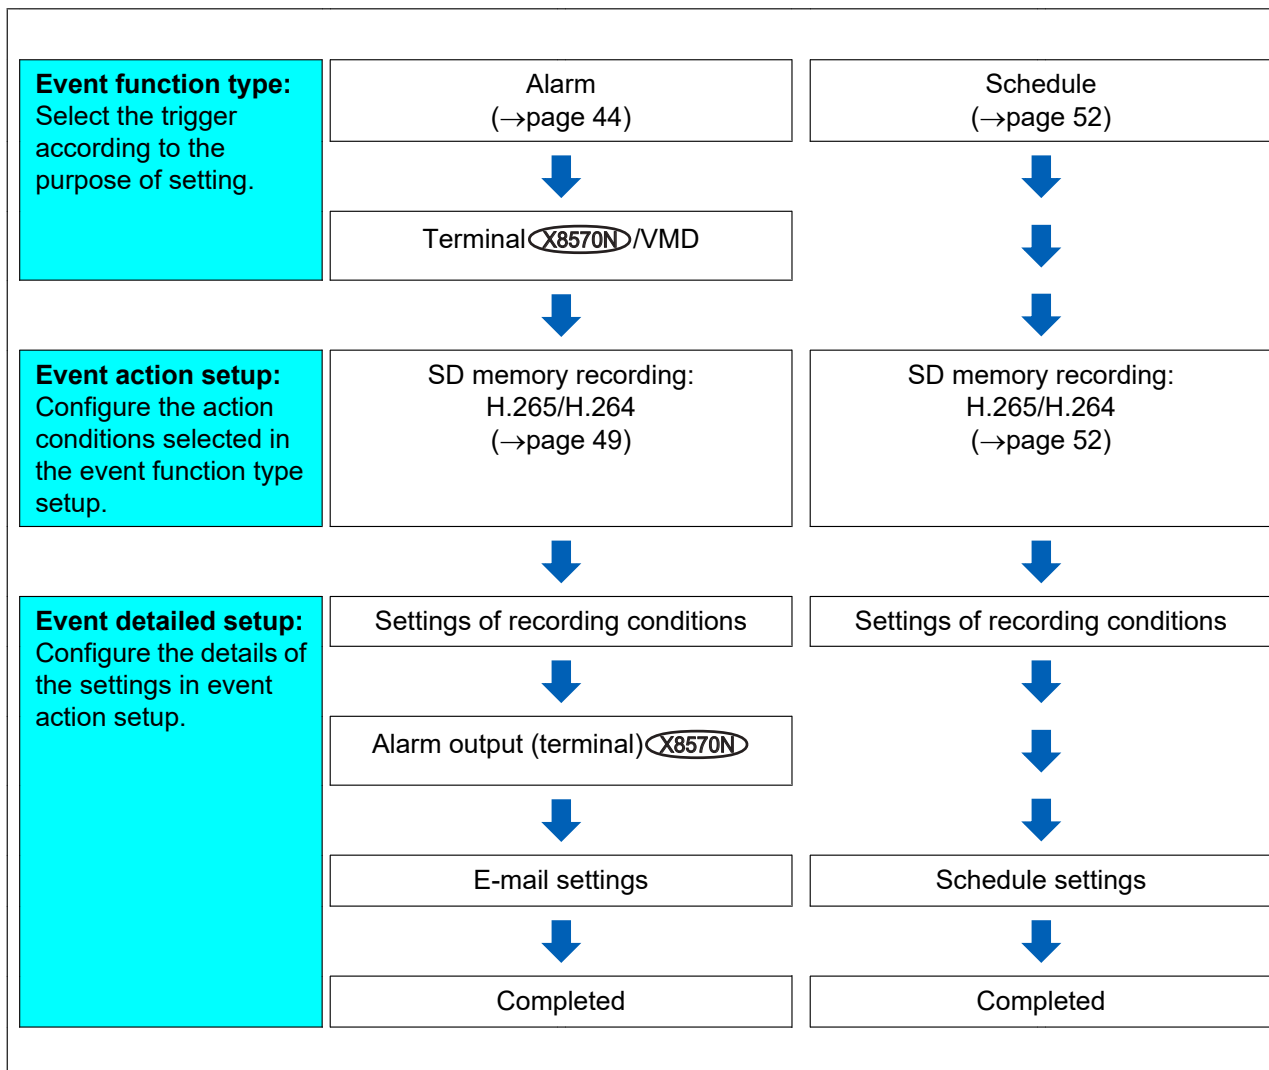 Event function type:
Select the trigger
according to the
purpose of setting.
Alarm
(→page 44)
Schedule
(→page 52)
Terminal X8570N/VMD
Event action setup:
Configure the action
conditions selected in
the event function type
setup.
SD memory recording:
H.265/H.264
(→page 49)
SD memory recording:
H.265/H.264
(→page 52)
Event detailed setup:
Configure the details of
the settings in event
action setup.
Settings of recording conditions
Settings of recording conditions
Alarm output (terminal) X8570N
E-mail settings
Schedule settings
Completed
Completed